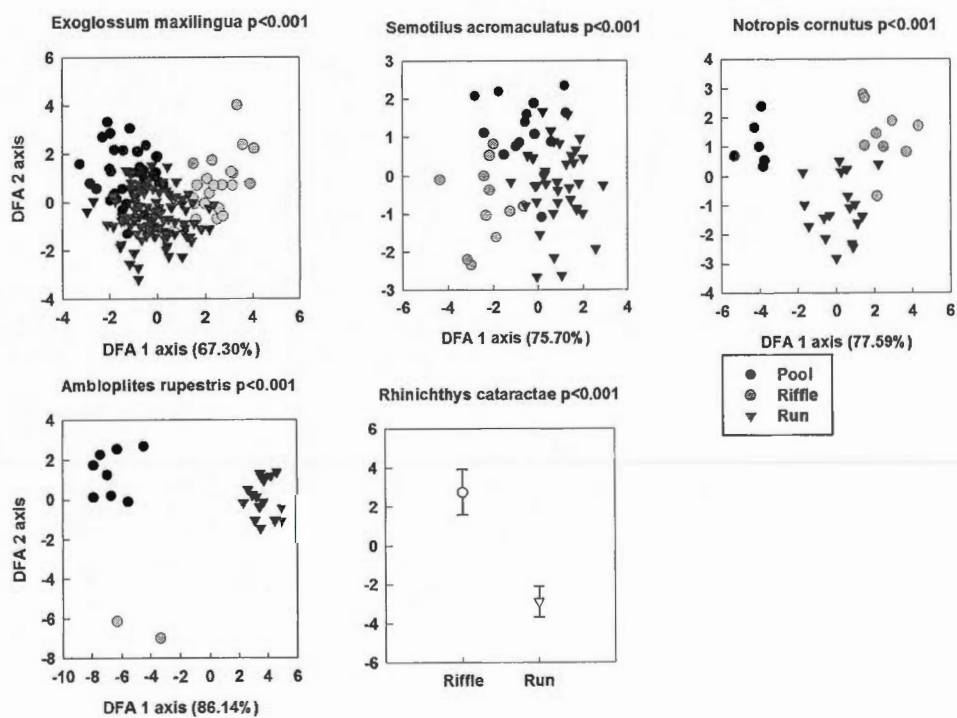 Exoglossum maxilingua p<0.001
4
2
0
-2
-4
DFA 2 axis
-4 -2 0 2 4 6
DFA 1 axis (67.30%)
Semotilus acromaculatus p<0.001
3
2
1
0
-1
-2
-3
-6 -4 -2 0 2 4
DFA 1 axis (75.70%)
Notropis cornutus p<0.001
4
3
2
1
0
-1
-2
-3
-4
-6 -4 -2 0 2 4 6
DFA 1 axis (77.59%)
Pool
Riffle
Run
Ambloplites rupestris p<0.001
4
2
0
-2
-4
-6
-8
DFA 2 axis
-10 -8 -6 -4 -2 0 2 4 6
DFA 1 axis (86.14%)
Rhinichthys cataractae p<0.001
6
4
2
0
-2
-4
-6
Riffle Run